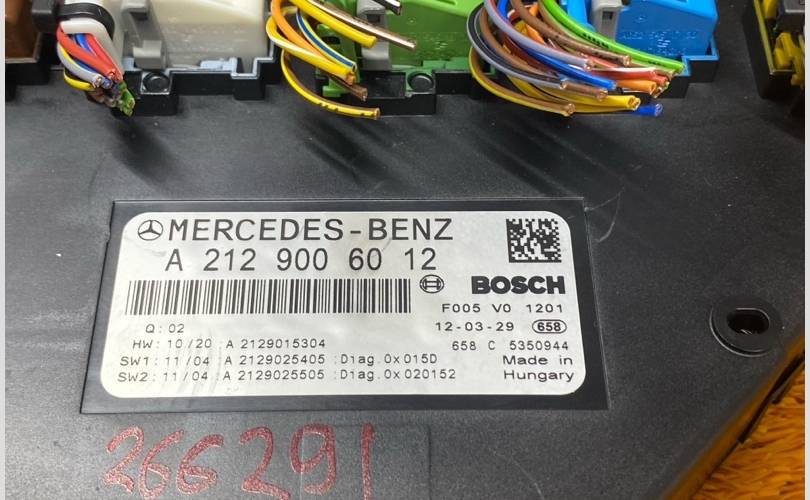 MERCEDES-BENZ
A 212 900 60 12
BOSCH
F005 V0 1201
Q: 02
12-03-29 658
HW: 10/20 :A 2129015304
658 C 5350944
SW1: 11/04 :A 2129025405 :Diag.0x015D
Made in
SW2: 11/04 :A 2129025505 :Diag.0x020152
Hungary
266291